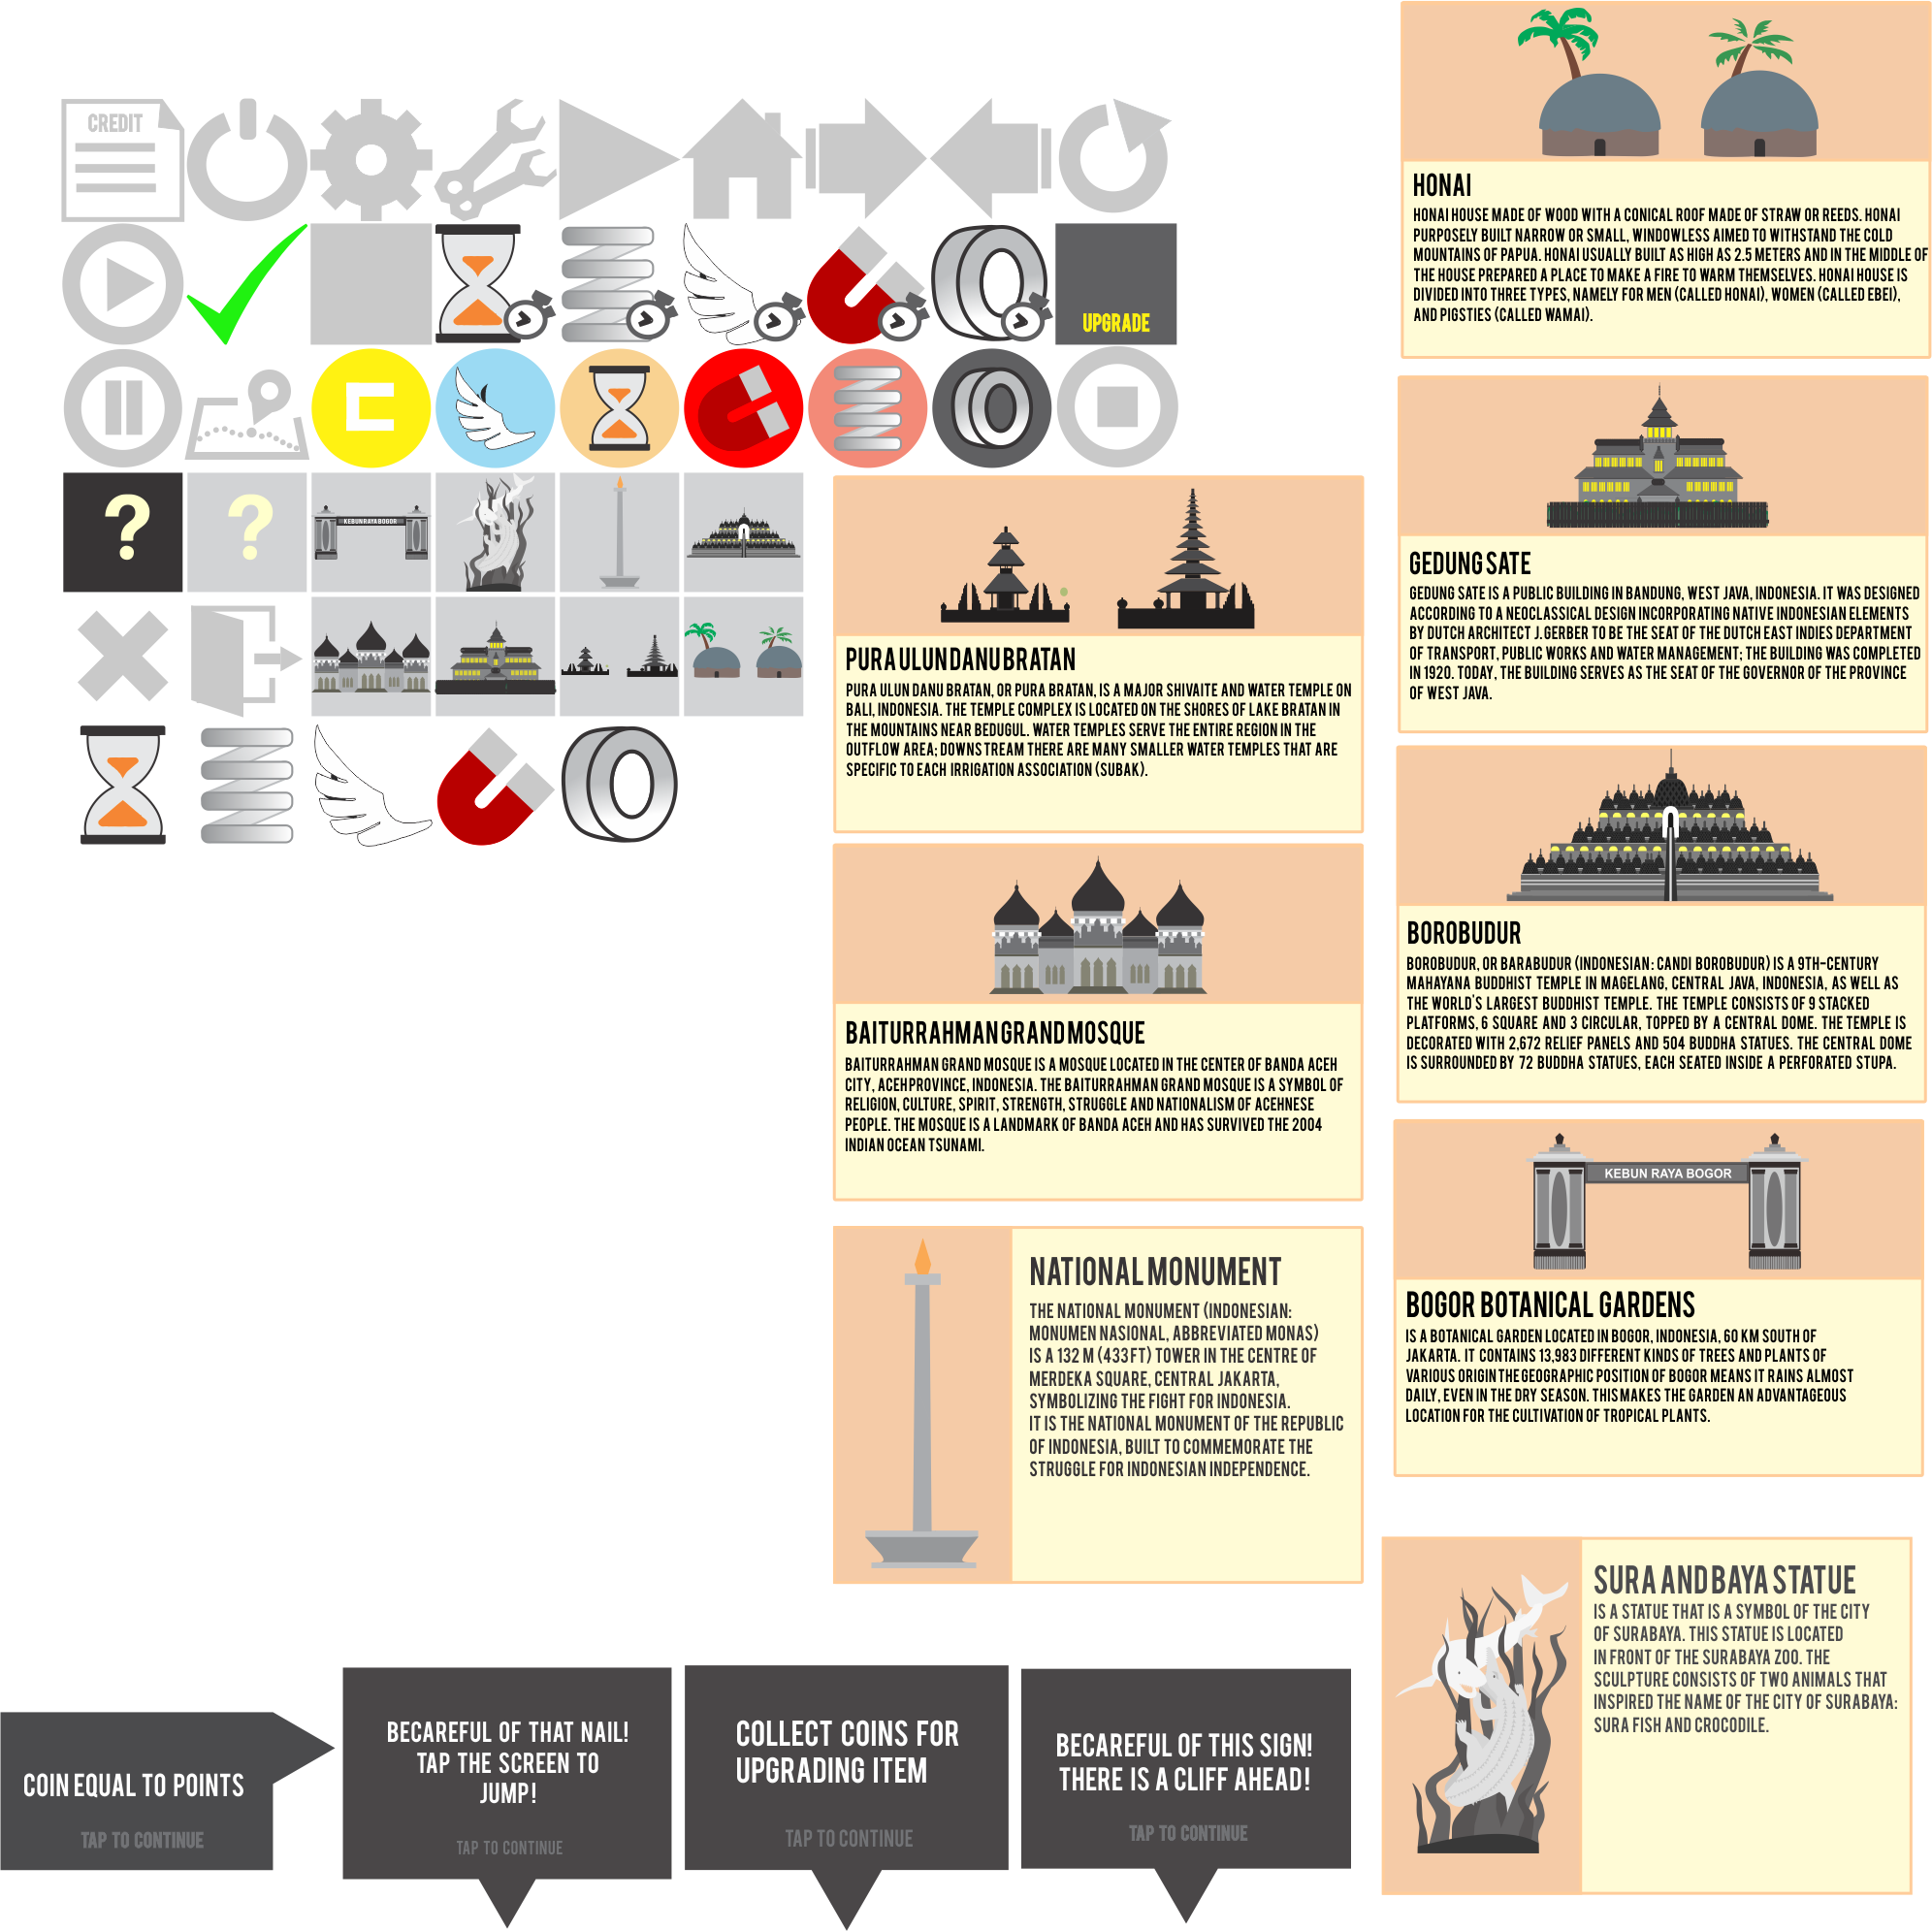 CREDIT
UPGRADE
KEBUN RAYA BOGOR
HONAI
HONAI HOUSE MADE OF WOOD WITH A CONICAL ROOF MADE OF STRAW OR REEDS. HONAI
PURPOSELY BUILT NARROW OR SMALL, WINDOWLESS AIMED TO WITHSTAND THE COLD
MOUNTAINS OF PAPUA. HONAI USUALLY BUILT AS HIGH AS 2.5 METERS AND IN THE MIDDLE OF
THE HOUSE PREPARED A PLACE TO MAKE A FIRE TO WARM THEMSELVES. HONAI HOUSE IS
DIVIDED INTO THREE TYPES, NAMELY FOR MEN (CALLED HONAI), WOMEN (CALLED EBEI),
AND PIGSTIES (CALLED WAMAI).
GEDUNG SATE
GEDUNG SATE IS A PUBLIC BUILDING IN BANDUNG, WEST JAVA, INDONESIA. IT WAS DESIGNED
ACCORDING TO A NEOCLASSICAL DESIGN INCORPORATING NATIVE INDONESIAN ELEMENTS
BY DUTCH ARCHITECT J.GERBER TO BE THE SEAT OF THE DUTCH EAST INDIES DEPARTMENT
OF TRANSPORT, PUBLIC WORKS AND WATER MANAGEMENT; THE BUILDING WAS COMPLETED
IN 1920. TODAY, THE BUILDING SERVES AS THE SEAT OF THE GOVERNOR OF THE PROVINCE
OF WEST JAVA.
PURA ULUN DANU BRATAN
PURA ULUN DANU BRATAN, OR PURA BRATAN, IS A MAJOR SHIVAITE AND WATER TEMPLE ON
BALI, INDONESIA. THE TEMPLE COMPLEX IS LOCATED ON THE SHORES OF LAKE BRATAN IN
THE MOUNTAINS NEAR BEDUGUL. WATER TEMPLES SERVE THE ENTIRE REGION IN THE
OUTFLOW AREA; DOWNSTREAM THERE ARE MANY SMALLER WATER TEMPLES THAT ARE
SPECIFIC TO EACH IRRIGATION ASSOCIATION (SUBAK).
BOROBUDUR
BOROBUDUR, OR BARABUDUR (INDONESIAN: CANDI BOROBUDUR) IS A 9TH-CENTURY
MAHAYANA BUDDHIST TEMPLE IN MAGELANG, CENTRAL JAVA, INDONESIA, AS WELL AS
THE WORLD'S LARGEST BUDDHIST TEMPLE. THE TEMPLE CONSISTS OF 9 STACKED
PLATFORMS, 6 SQUARE AND 3 CIRCULAR, TOPPED BY A CENTRAL DOME. THE TEMPLE IS
DECORATED WITH 2,672 RELIEF PANELS AND 504 BUDDHA STATUES. THE CENTRAL DOME
IS SURROUNDED BY 72 BUDDHA STATUES, EACH SEATED INSIDE A PERFORATED STUPA.
BAITURRAHMAN GRAND MOSQUE
BAITURRAHMAN GRAND MOSQUE IS A MOSQUE LOCATED IN THE CENTER OF BANDA ACEH
CITY, ACEH PROVINCE, INDONESIA. THE BAITURRAHMAN GRAND MOSQUE IS A SYMBOL OF
RELIGION, CULTURE, SPIRIT, STRENGTH, STRUGGLE AND NATIONALISM OF ACEHNESE
PEOPLE. THE MOSQUE IS A LANDMARK OF BANDA ACEH AND HAS SURVIVED THE 2004
INDIAN OCEAN TSUNAMI.
KEBUN RAYA BOGOR
BOGOR BOTANICAL GARDENS
IS A BOTANICAL GARDEN LOCATED IN BOGOR, INDONESIA, 60 KM SOUTH OF
JAKARTA. IT CONTAINS 13,983 DIFFERENT KINDS OF TREES AND PLANTS OF
VARIOUS ORIGIN THE GEOGRAPHIC POSITION OF BOGOR MEANS IT RAINS ALMOST
DAILY, EVEN IN THE DRY SEASON. THIS MAKES THE GARDEN AN ADVANTAGEOUS
LOCATION FOR THE CULTIVATION OF TROPICAL PLANTS.
NATIONAL MONUMENT
THE NATIONAL MONUMENT (INDONESIAN:
MONUMEN NASIONAL, ABBREVIATED MONAS)
IS A 132 M (433 FT) TOWER IN THE CENTRE OF
MERDEKA SQUARE, CENTRAL JAKARTA,
SYMBOLIZING THE FIGHT FOR INDONESIA.
IT IS THE NATIONAL MONUMENT OF THE REPUBLIC
OF INDONESIA, BUILT TO COMMEMORATE THE
STRUGGLE FOR INDONESIAN INDEPENDENCE.
SURA AND BAYA STATUE
IS A STATUE THAT IS A SYMBOL OF THE CITY
OF SURABAYA. THIS STATUE IS LOCATED
IN FRONT OF THE SURABAYA ZOO. THE
SCULPTURE CONSISTS OF TWO ANIMALS THAT
INSPIRED THE NAME OF THE CITY OF SURABAYA:
SURA FISH AND CROCODILE.
COIN EQUAL TO POINTS
TAP TO CONTINUE
BECAREFUL OF THAT NAIL!
TAP THE SCREEN TO
JUMP!
TAP TO CONTINUE
COLLECT COINS FOR
UPGRADING ITEM
TAP TO CONTINUE
BECAREFUL OF THIS SIGN!
THERE IS A CLIFF AHEAD!
TAP TO CONTINUE